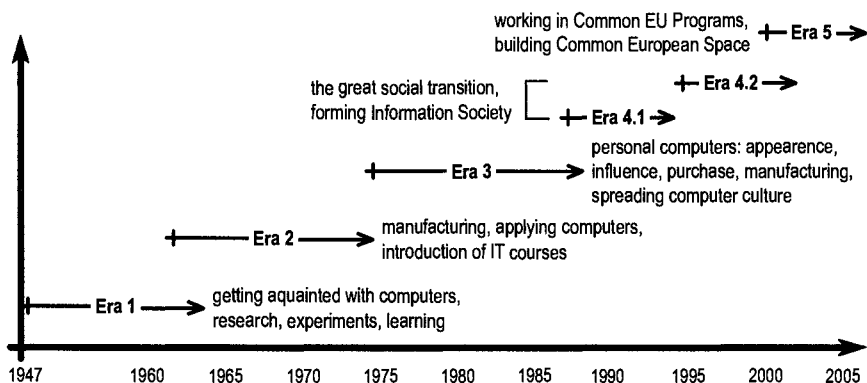 working in Common EU Programs,
building Common European Space
Era 5
the great social transition,
forming Information Society
Era 4.2
Era 4.1
Era 3
personal computers: appearence,
influence, purchase, manufacturing,
spreading computer culture
Era 2
manufacturing, applying computers,
introduction of IT courses
Era 1
getting aquainted with computers,
research, experiments, learning
1947 1960 1965 1970 1975 1980 1985 1990 1995 2000 2005